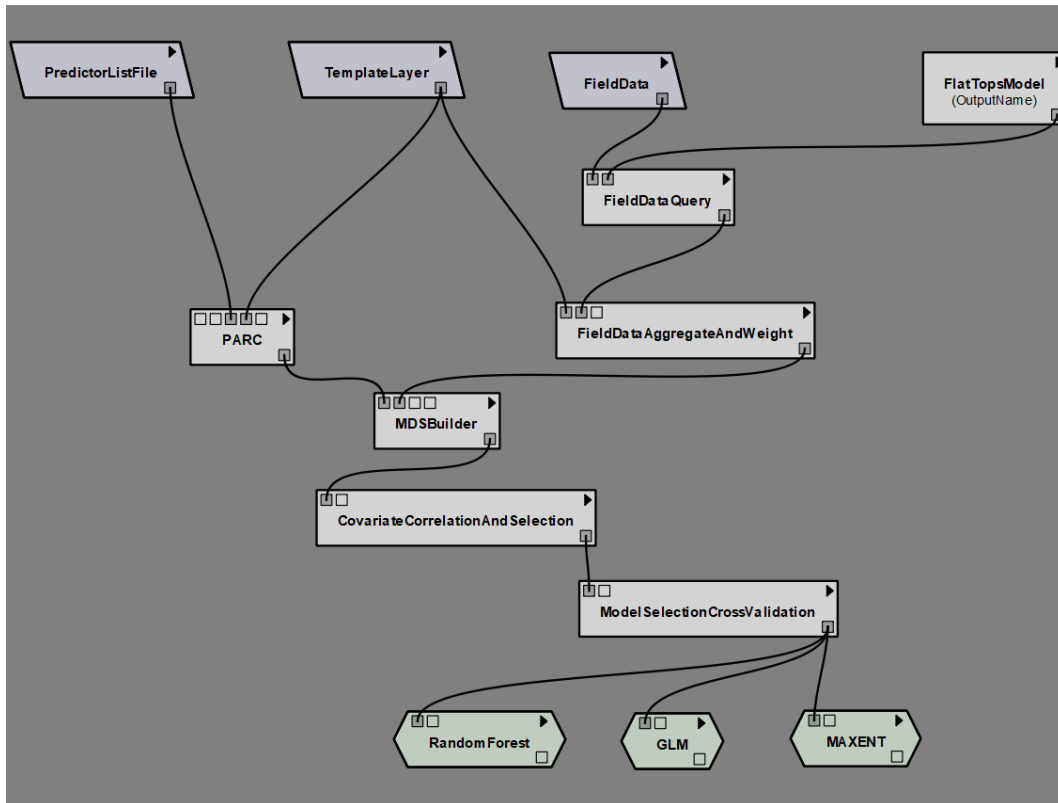 PredictorListFile
TemplateLayer
FieldData
FlatTopsModel
(OutputName)
FieldDataQuery
PARC
FieldDataAggregateAndWeight
MDSBuilder
CovariateCorrelationAndSelection
ModelSelectionCrossValidation
RandomForest
GLM
MAXENT